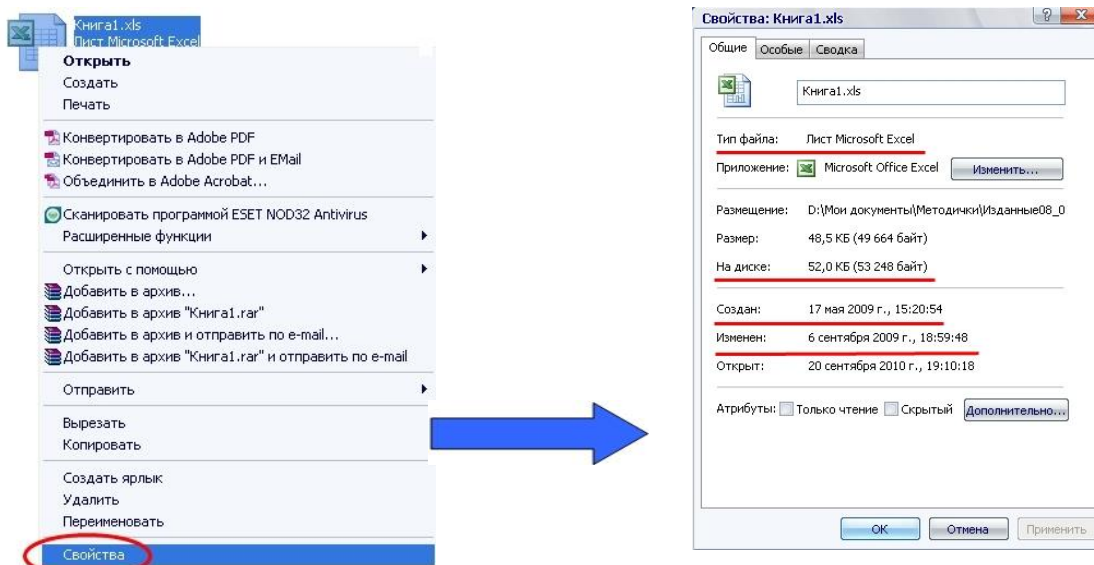 Книга1.xls
Лист Microsoft Excel
Открыть
Создать
Печать
Конвертировать в Adobe PDF
Конвертировать в Adobe PDF и EMail
Объединить в Adobe Acrobat...
Сканировать программой ESET NOD32 Antivirus
Расширенные функции
Открыть с помощью
Добавить в архив...
Добавить в архив "Книга1.rar"
Добавить в архив и отправить по e-mail...
Добавить в архив "Книга1.rar" и отправить по e-mail
Отправить
Вырезать
Копировать
Создать ярлык
Удалить
Переименовать
Свойства
Свойства: Книга1.xls
Общие Особые Сводка
Книга1.xls
Тип файла: Лист Microsoft Excel
Приложение: Microsoft Office Excel Изменить...
Размещение: D:\Мои документы\Методички\Изданные08_0
Размер: 48,5 КБ (49 664 байт)
На диске: 52,0 КБ (53 248 байт)
Создан: 17 мая 2009 г., 15:20:54
Изменен: 6 сентября 2009 г., 18:59:48
Открыт: 20 сентября 2010 г., 19:10:18
Атрибуты: Только чтение Скрытый Дополнительно...
ОК Отмена Применить